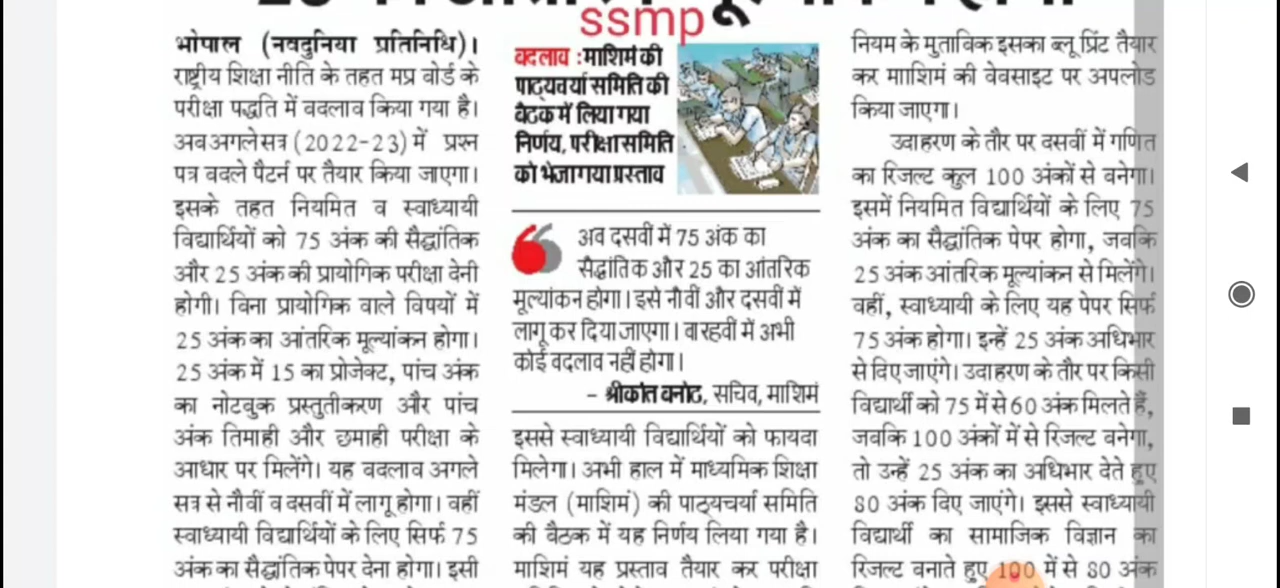 ssmp
भोपाल (नवदुनिया प्रतिनिधि)।
राष्ट्रीय शिक्षा नीति के तहत मप्र बोर्ड के
परीक्षा पद्धति में बदलाव किया गया है।
अब अगले सत्र (2022-23) में प्रश्न
पत्र बदले पैटर्न पर तैयार किया जाएगा।
इसके तहत नियमित व स्वाध्यायी
विद्यार्थियों को 75 अंक की सैद्धांतिक
और 25 अंक की प्रायोगिक परीक्षा देनी
होगी। बिना प्रायोगिक वाले विषयों में
25 अंक का आंतरिक मूल्यांकन होगा।
25 अंक में 15 का प्रोजेक्ट, पांच अंक
का नोटबुक प्रस्तुतीकरण और पांच
अंक तिमाही और छमाही परीक्षा के
आधार पर मिलेंगे। यह बदलाव अगले
सत्र से नौवीं व दसवीं में लागू होगा। वहीं
स्वाध्यायी विद्यार्थियों के लिए सिर्फ 75
अंक का सैद्धांतिक पेपर देना होगा। इसी
बदलाव : माशिमं की
पाठ्यचर्या समिति की
बैठक में लिया गया
निर्णय, परीक्षा समिति
को भेजा गया प्रस्ताव
अब दसवीं में 75 अंक का
सैद्धांतिक और 25 का आंतरिक
मूल्यांकन होगा। इसे नौवीं और दसवीं में
लागू कर दिया जाएगा। बारहवीं में अभी
कोई बदलाव नहीं होगा।
– श्रीकांत बनोट, सचिव, माशिमं
इससे स्वाध्यायी विद्यार्थियों को फायदा
मिलेगा। अभी हाल में माध्यमिक शिक्षा
मंडल (माशिमं) की पाठ्यचर्या समिति
की बैठक में यह निर्णय लिया गया है।
माशिमं यह प्रस्ताव तैयार कर परीक्षा
नियम के मुताबिक इसका ब्लू प्रिंट तैयार
कर मााशिमं की वेबसाइट पर अपलोड
किया जाएगा।
उदाहरण के तौर पर दसवीं में गणित
का रिजल्ट कुल 100 अंकों से बनेगा।
इसमें नियमित विद्यार्थियों के लिए 75
अंक का सैद्धांतिक पेपर होगा, जबकि
25 अंक आंतरिक मूल्यांकन से मिलेंगे।
वहीं, स्वाध्यायी के लिए यह पेपर सिर्फ
75 अंक होगा। इन्हें 25 अंक अधिभार
से दिए जाएंगे। उदाहरण के तौर पर किसी
विद्यार्थी को 75 में से 60 अंक मिलते हैं,
जबकि 100 अंकों में से रिजल्ट बनेगा,
तो उन्हें 25 अंक का अधिभार देते हुए
80 अंक दिए जाएंगे। इससे स्वाध्यायी
विद्यार्थी का सामाजिक विज्ञान का
रिजल्ट बनाते हुए 100 में से 80 अंक